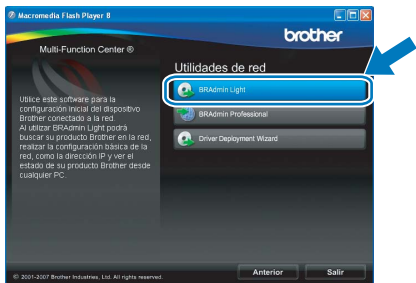 Macromedia Flash Player 8
brother
Multi-Function Center ®
Utilidades de red
BRAdmin Light
BRAdmin Professional
Driver Deployment Wizard
Utilice este software para la
configuración inicial del dispositivo
Brother conectado a la red.
Al utilizar BRAdmin Light podrá
buscar su producto Brother en la red,
realizar la configuración básica de la
red, como la dirección IP y ver el
estado de su producto Brother desde
cualquier PC.
Anterior
Salir
© 2001-2007 Brother Industries, Ltd. All rights reserved.